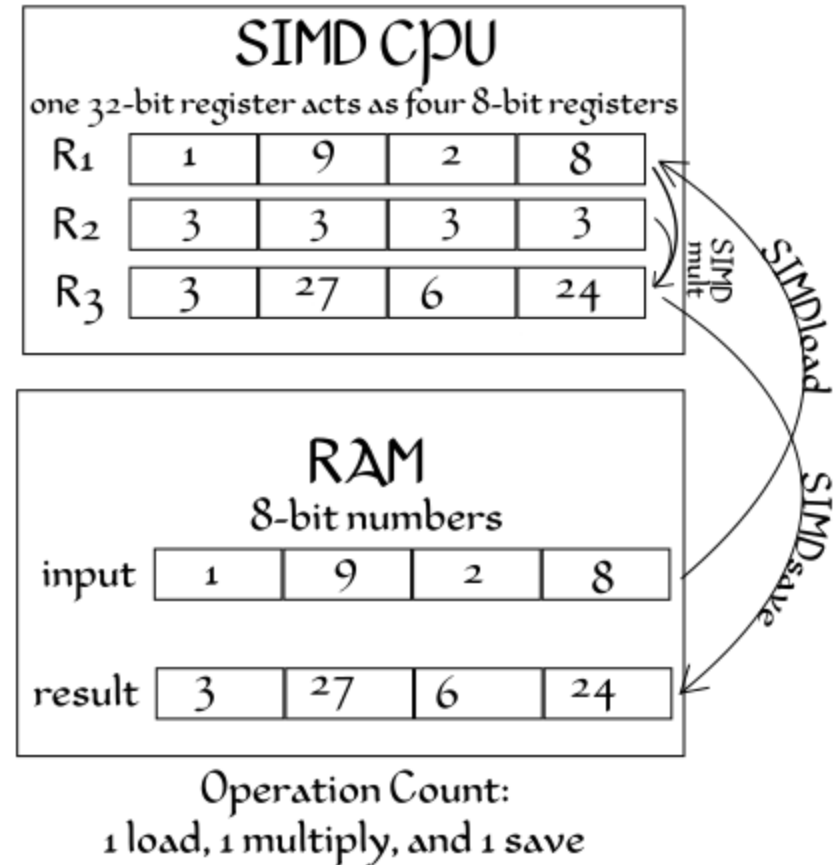 SIMD CPU
one 32-bit register acts as four 8-bit registers
R1 1 9 2 8
R2 3 3 3 3
R3 3 27 6 24
SIMD
mult
SIMDload
RAM
8-bit numbers
input 1 9 2 8
SIMDsave
result 3 27 6 24
Operation Count:
1 load, 1 multiply, and 1 save